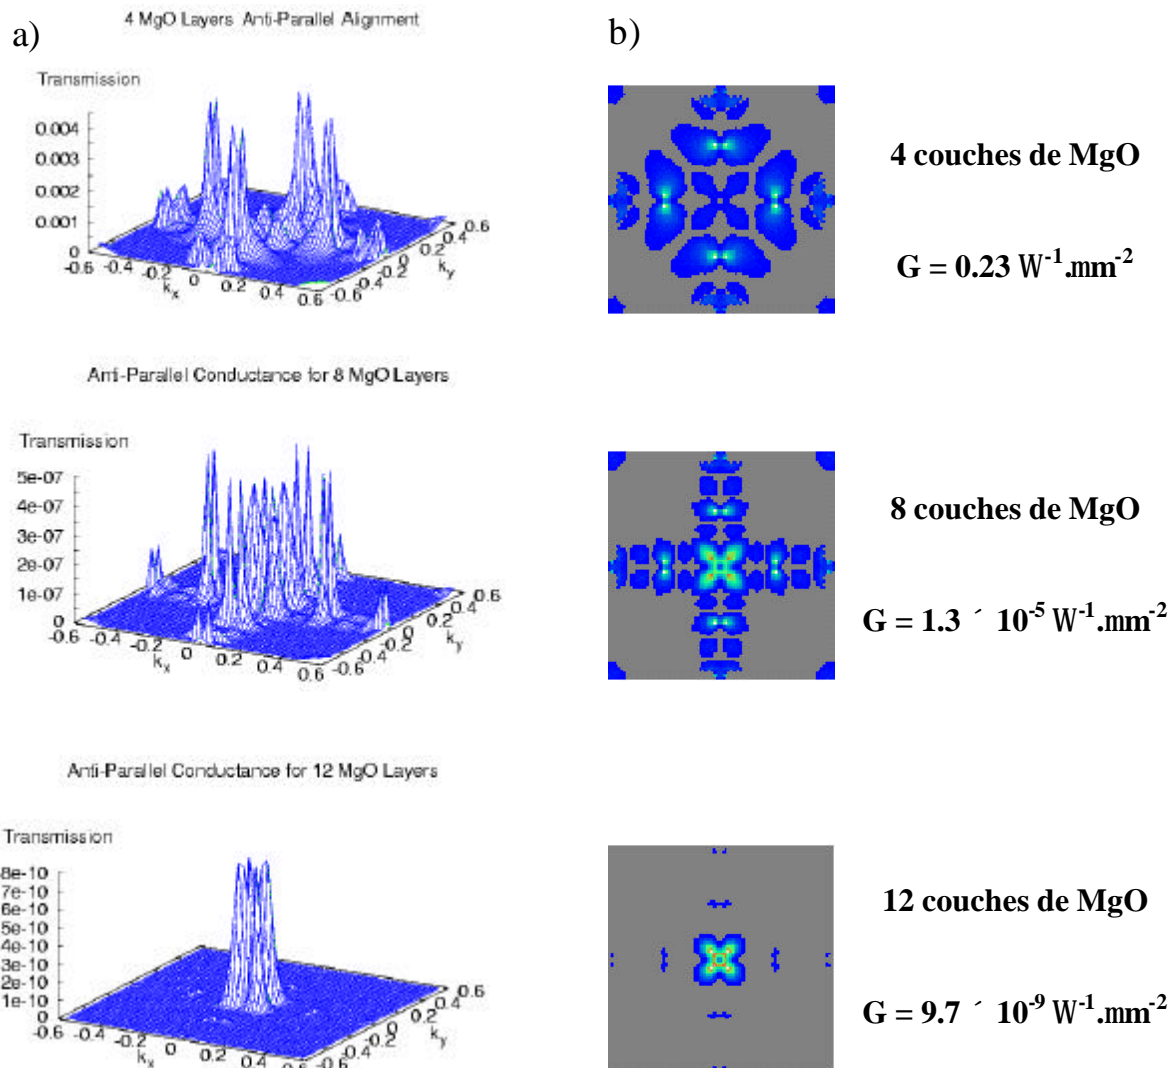 a)
4 MgO Layers Anti-Parallel Alignment
Transmission
0.004
0.003
0.002
0.001
0
-0.6
-0.4
-0.2
0
0.2
0.4
0.6
kx
-0.6
-0.4
-0.2
0
0.2
0.4
0.6
ky
b)
4 couches de MgO
G = 0.23 W-1.mm-2
Anti-Parallel Conductance for 8 MgO Layers
Transmission
5e-07
4e-07
3e-07
2e-07
1e-07
0
-0.6
-0.4
-0.2
0
0.2
0.4
0.6
kx
-0.6
-0.4
-0.2
0
0.2
0.4
0.6
ky
8 couches de MgO
G = 1.3 ´ 10-5 W-1.mm-2
Anti-Parallel Conductance for 12 MgO Layers
Transmission
8e-10
7e-10
6e-10
5e-10
4e-10
3e-10
2e-10
1e-10
0
-0.6
-0.4
-0.2
0
0.2
0.4
0.6
kx
-0.6
-0.4
-0.2
0
0.2
0.4
0.6
ky
12 couches de MgO
G = 9.7 ´ 10-9 W-1.mm-2